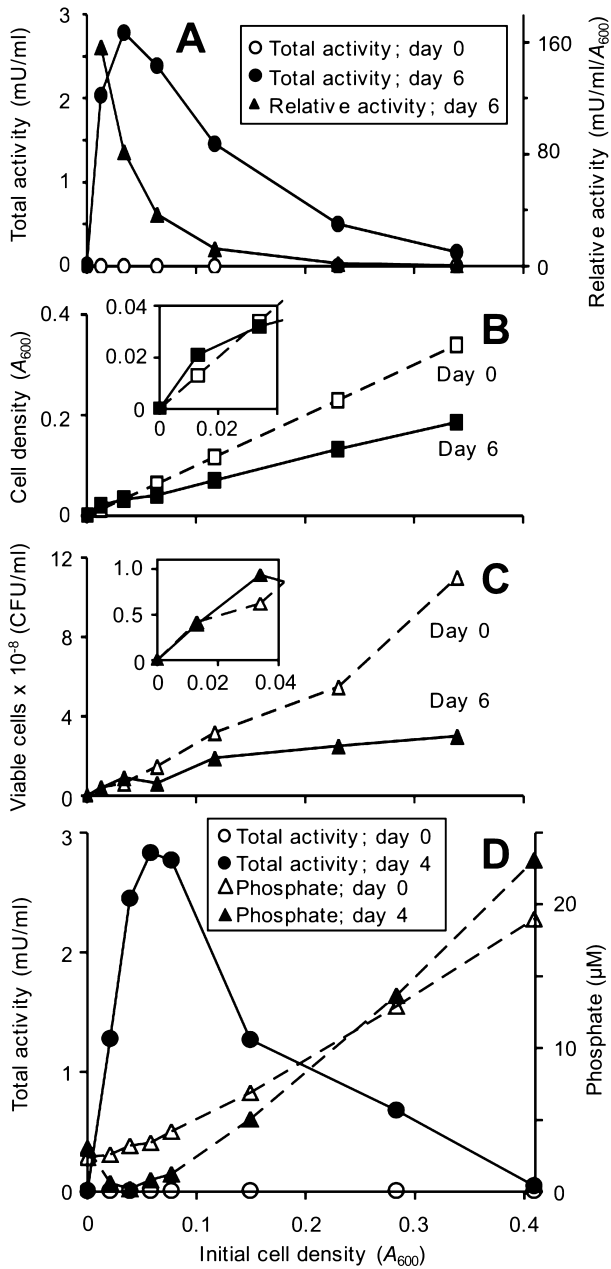 A
Total activity (mU/ml)
3
2
1
0
Total activity; day 0
Total activity; day 6
Relative activity; day 6
160
80
0
Relative activity (mU/ml/A600)
B
Cell density (A600)
0.4
0.2
0
0.04
0.02
0
0
0.02
Day 0
Day 6
C
Viable cells x 10-8 (CFU/ml)
12
8
4
0
1.0
0.5
0
0
0.02
0.04
Day 0
Day 6
D
Total activity (mU/ml)
3
2
1
0
Total activity; day 0
Total activity; day 4
Phosphate; day 0
Phosphate; day 4
20
10
0
Phosphate (µM)
0
0.1
0.2
0.3
0.4
Initial cell density (A600)